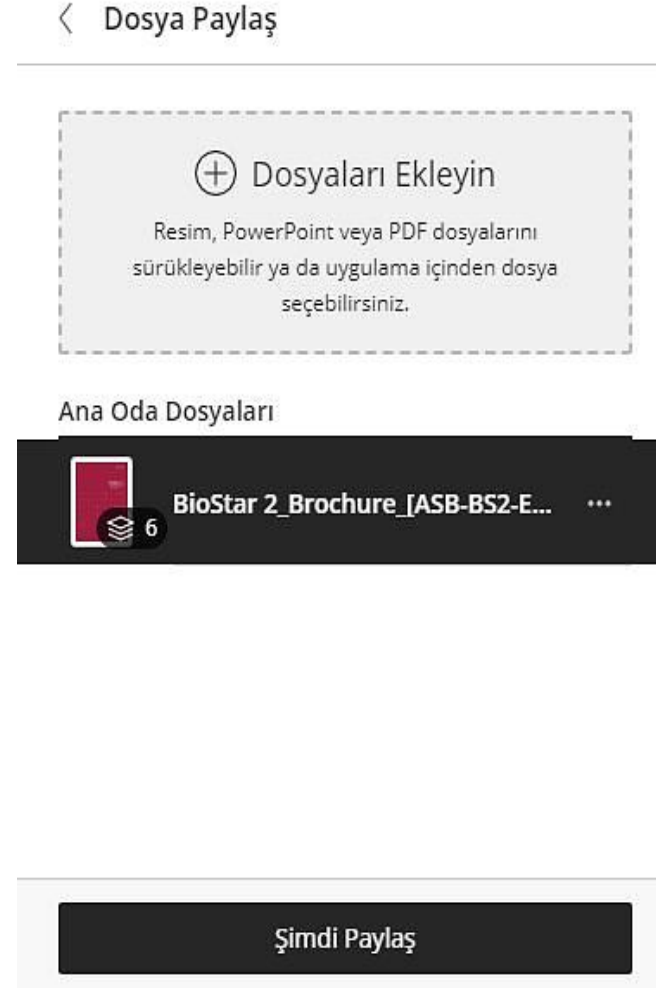 Dosya Paylaş
Dosyaları Ekleyin
Resim, PowerPoint veya PDF dosyalarını
sürükleyebilir ya da uygulama içinden dosya
seçebilirsiniz.
Ana Oda Dosyaları
BioStar 2_Brochure_[ASB-BS2-E...
6
Şimdi Paylaş